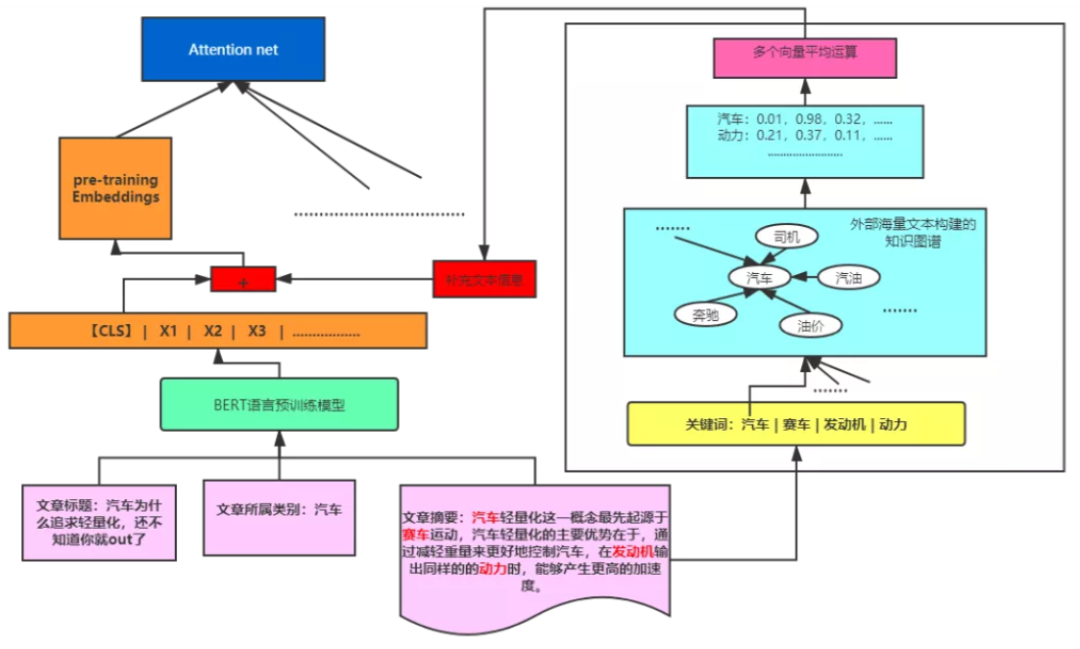 Attention net
多个向量平均运算
汽车：0.01，0.98，0.32，......
动力：0.21，0.37，0.11，......
........................
pre-training
Embeddings
外部海量文本构建的
知识图谱
.......
司机
汽车
汽油
奔驰
油价
.......
+
补充文本信息
【CLS】 | X1 | X2 | X3 | .................
BERT语言预训练模型
.......
关键词：汽车 | 赛车 | 发动机 | 动力
文章标题：汽车为什
么追求轻量化，还不
知道你就out了
文章所属类别：汽车
文章摘要：汽车轻量化这一概念最先起源于
赛车运动，汽车轻量化的主要优势在于，通
过减轻重量来更好地控制汽车，在发动机输
出同样的的动力时，能够产生更高的加速
度。